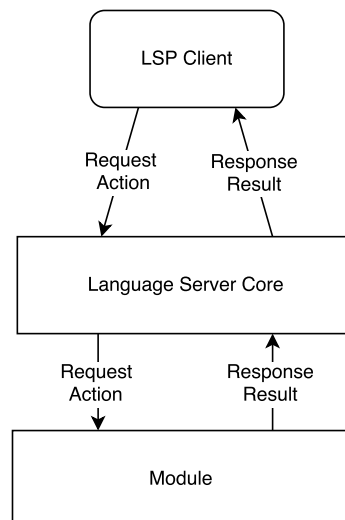 LSP Client
Request
Action
Response
Result
Language Server Core
Request
Action
Response
Result
Module